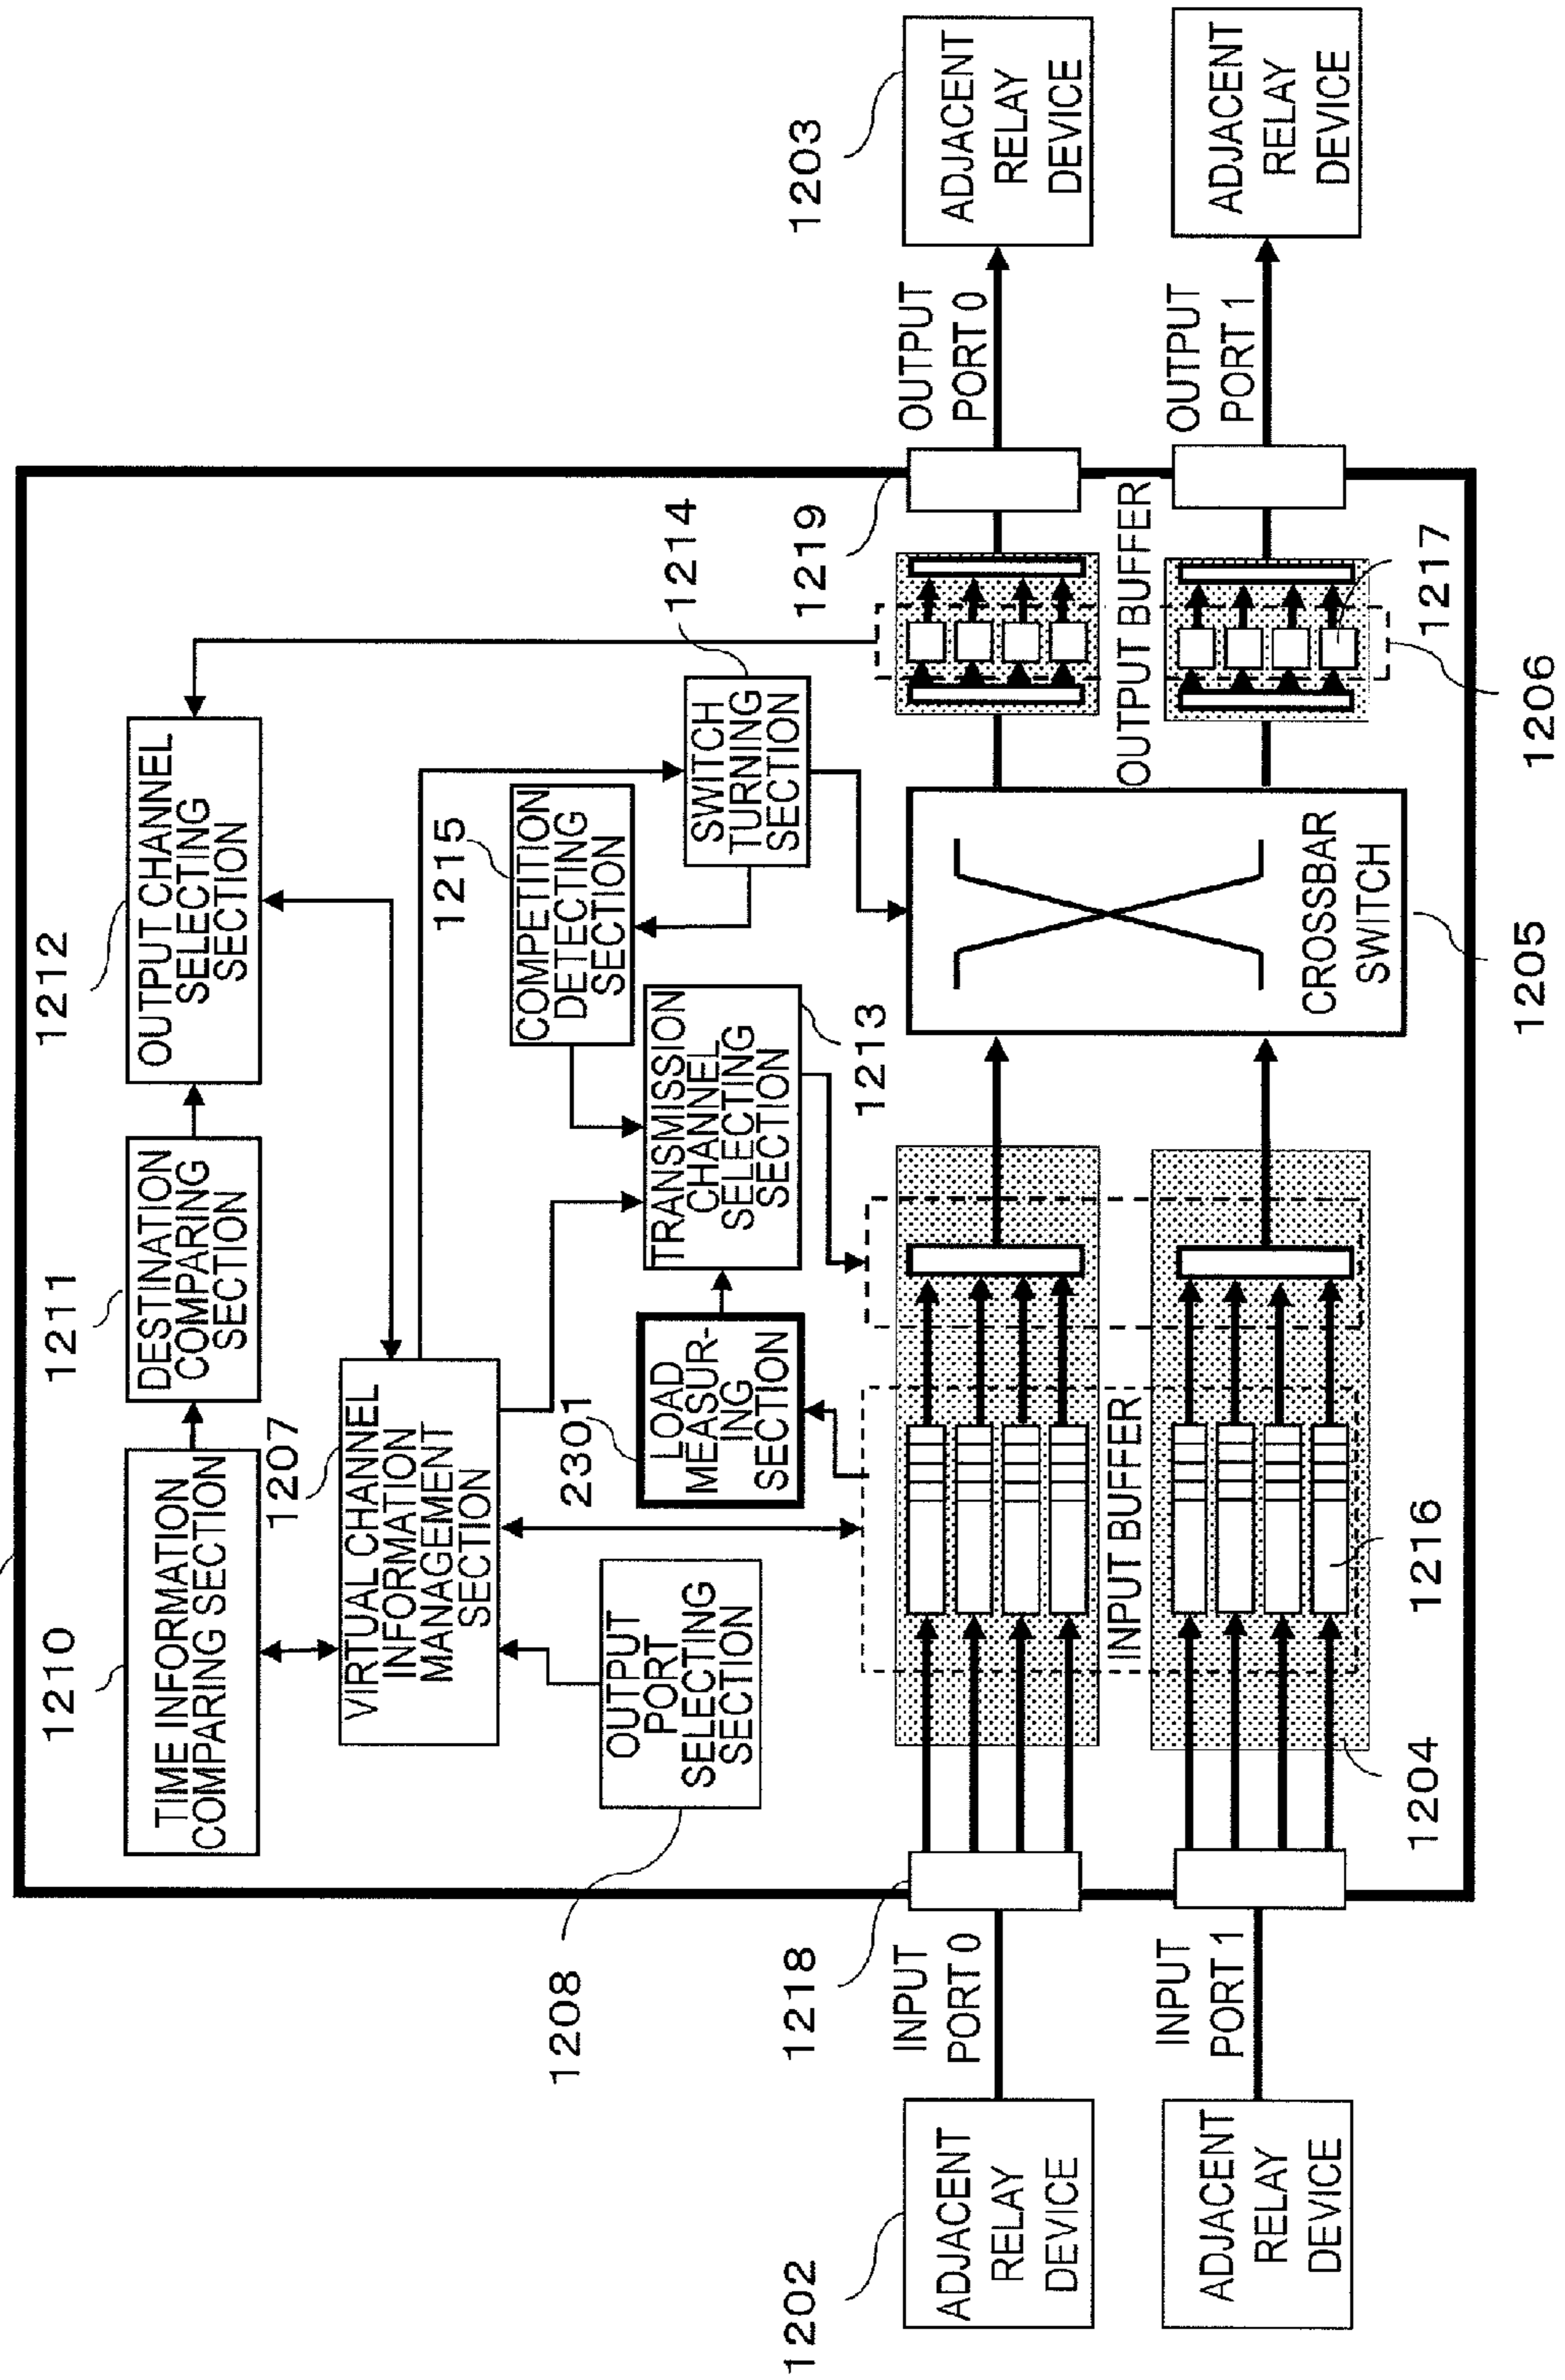 1210
TIME INFORMATION
COMPARING SECTION
1211
DESTINATION
COMPARING
SECTION
1212
OUTPUT CHANNEL
SELECTING
SECTION
1207
VIRTUAL CHANNEL
INFORMATION
MANAGEMENT
SECTION
1215
COMPETITION
DETECTING
SECTION
1214
SWITCH
TURNING
SECTION
1208
OUTPUT
PORT
SELECTING
SECTION
2301
LOAD
MEASUR-
ING
SECTION
TRANSMISSION
CHANNEL
SELECTING
SECTION
1213
1202
ADJACENT
RELAY
DEVICE
1218
INPUT
PORT 0
1219
OUTPUT
PORT 0
1203
ADJACENT
RELAY
DEVICE
INPUT BUFFER
OUTPUT BUFFER
CROSSBAR
SWITCH
ADJACENT
RELAY
DEVICE
INPUT
PORT 1
OUTPUT
PORT 1
ADJACENT
RELAY
DEVICE
1204
1216
1205
1206
1217